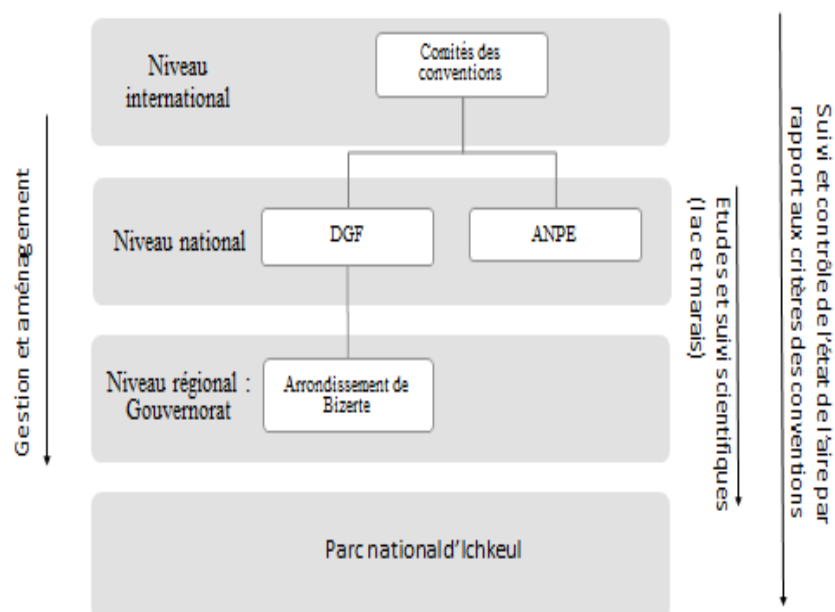 Niveau
international
Comités des
conventions
Niveau national
DGF
ANPE
Niveau régional :
Gouvernorat
Arrondissement de
Bizerte
Parc national d'Ichkeul
Gestion et aménagement
Etudes et suivi scientifiques
(lac et marais)
Suivi et contrôle de l'état de l'aire par
rapport aux critères des conventions